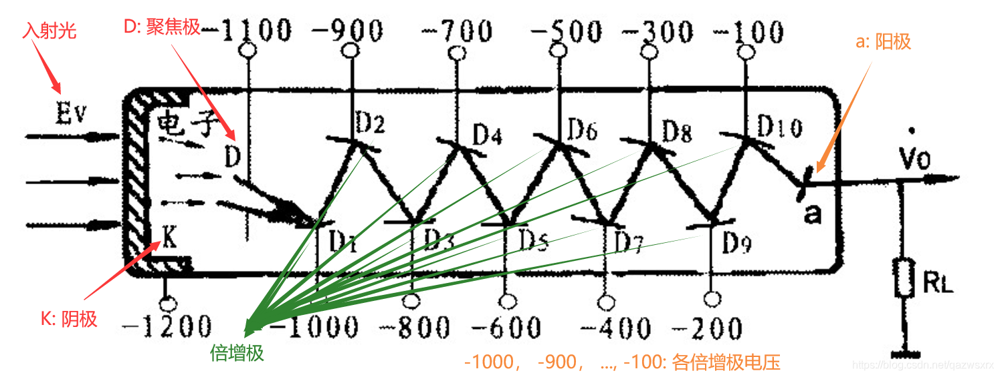 入射光
D: 聚焦极
-1100
-900
-700
-500
-300
-100
a: 阳极
Ev
电子
D
D2
D4
D6
D8
D10
Vo
K
D1
D3
D5
D7
D9
a
RL
K: 阴极
-1200
-1000
-800
-600
-400
-200
倍增极
-1000， -900， ..., -100: 各倍增极电压
https://blog.csdn.net/qazwsxrx